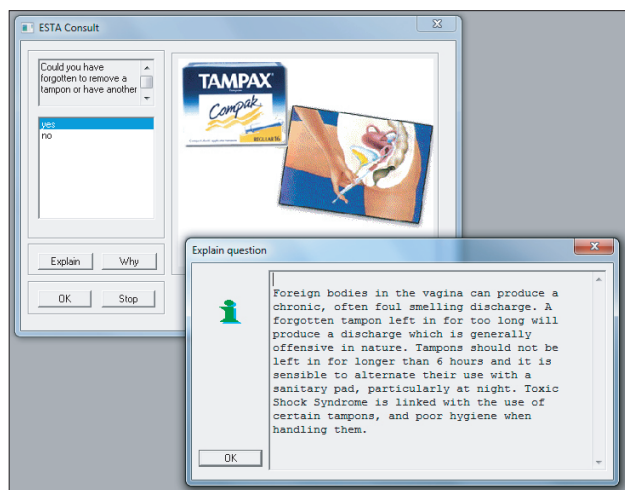 ESTA Consult
Could you have
forgotten to remove a
tampon or have another
yes
no
Explain
Why
OK
Stop
TAMPAX
Compak
REGULAR
Explain question
Foreign bodies in the vagina can produce a
chronic, often foul smelling discharge. A
forgotten tampon left in for too long will
produce a discharge which is generally
offensive in nature. Tampons should not be
left in for longer than 6 hours and it is
sensible to alternate their use with a
sanitary pad, particularly at night. Toxic
Shock Syndrome is linked with the use of
certain tampons, and poor hygiene when
handling them.
OK